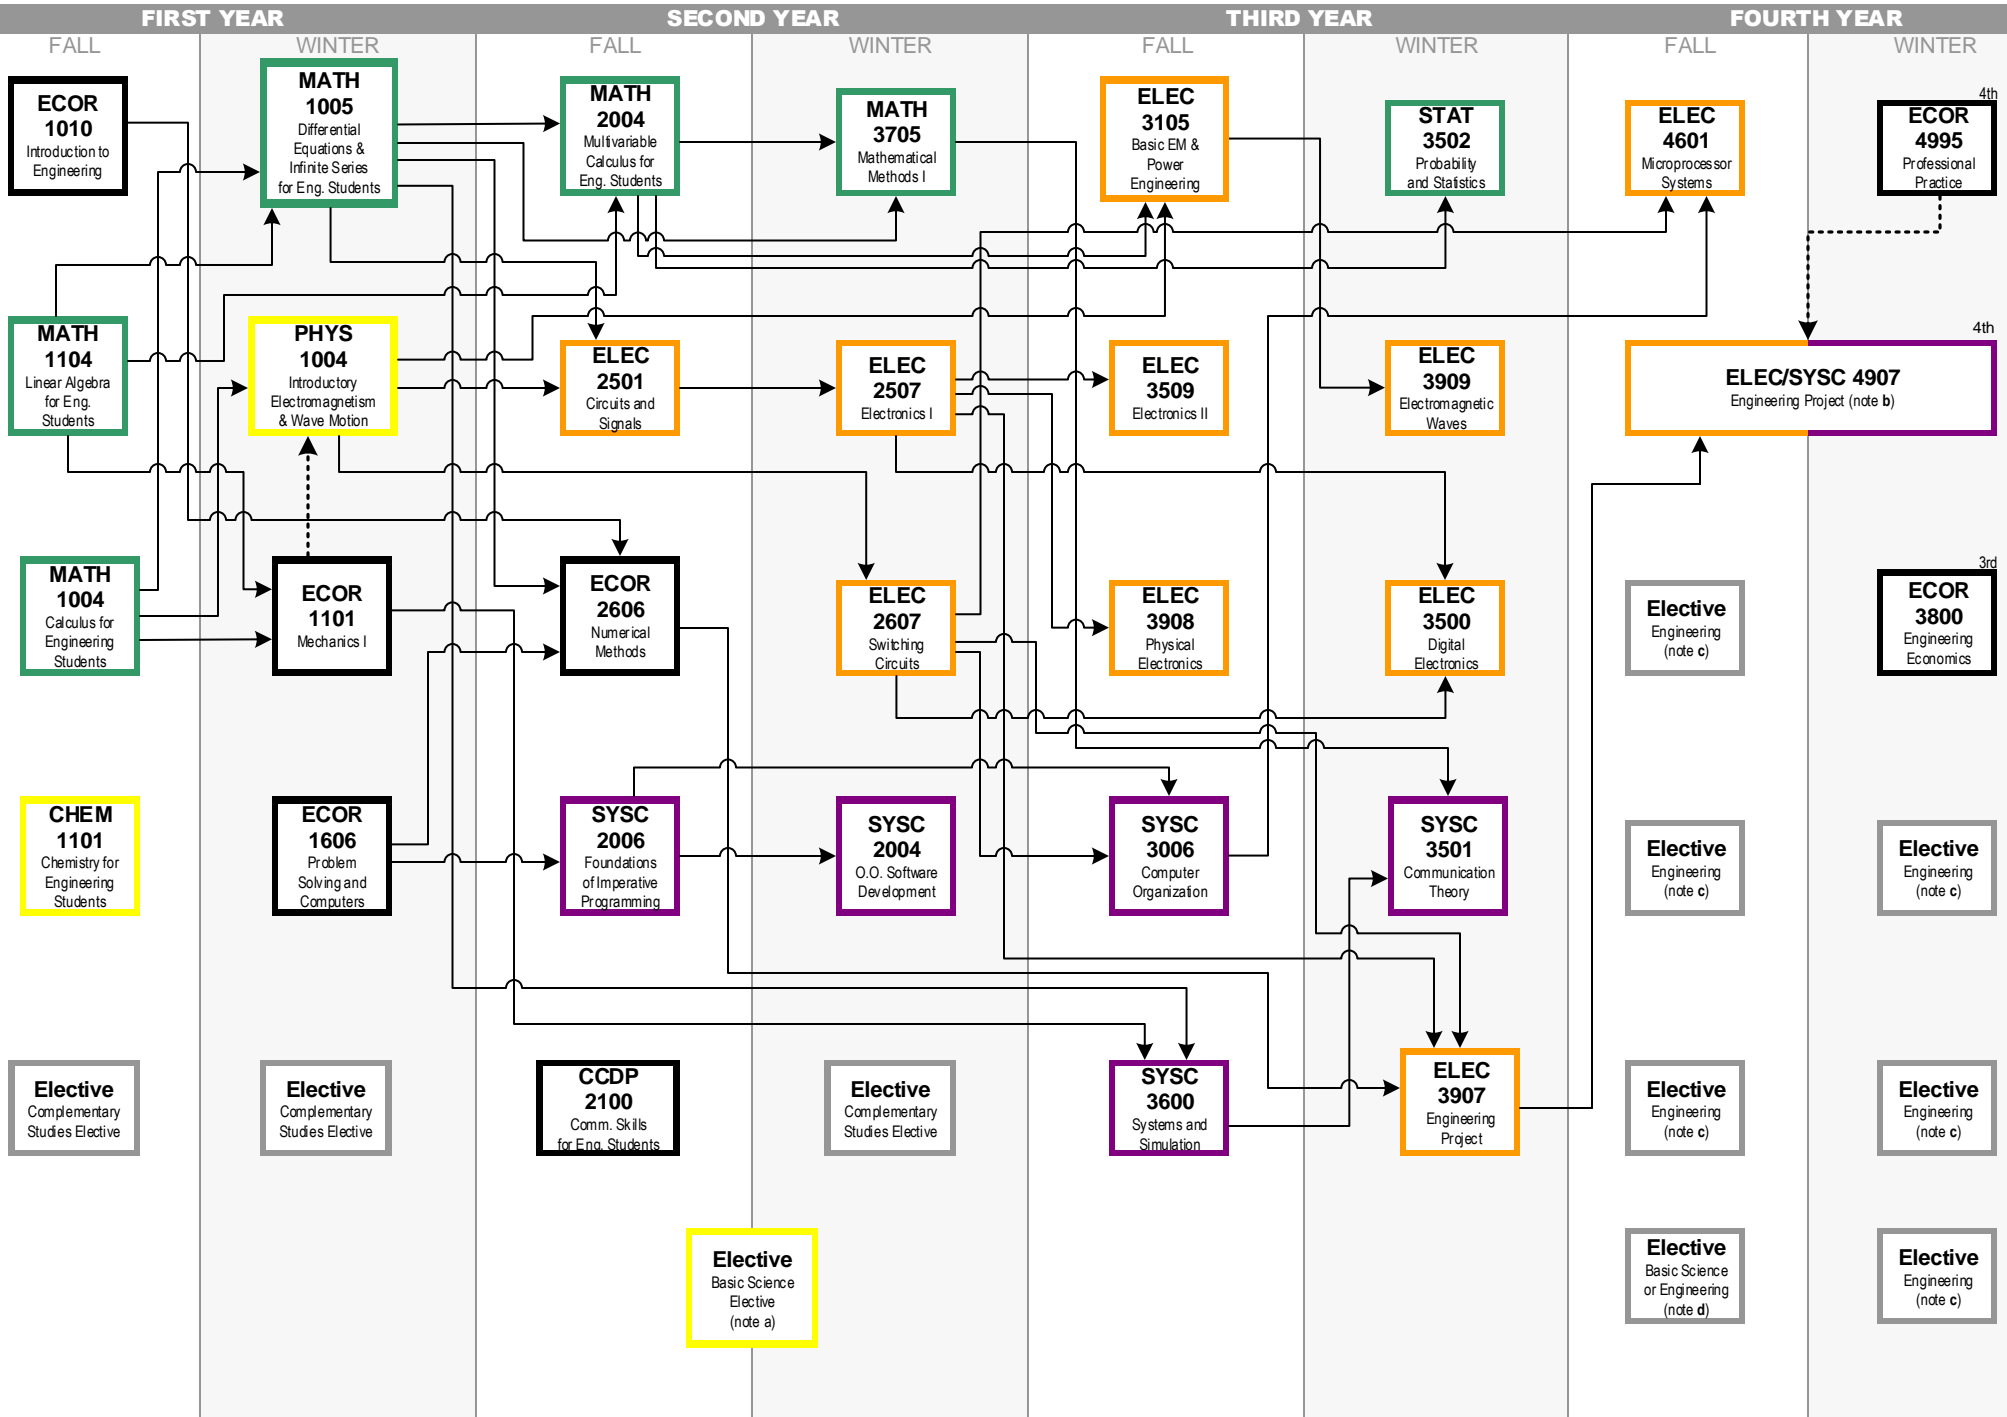 FIRST YEAR
SECOND YEAR
THIRD YEAR
FOURTH YEAR
FALL
WINTER
FALL
WINTER
FALL
WINTER
FALL
WINTER
ECOR
1010
Introduction to
Engineering
MATH
1005
Differential
Equations &
Infinite Series
for Eng. Students
MATH
2004
Multivariable
Calculus for
Eng. Students
MATH
3705
Mathematical
Methods I
ELEC
3105
Basic EM &
Power
Engineering
STAT
3502
Probability
and Statistics
ELEC
4601
Microprocessor
Systems
4th
ECOR
4995
Professional
Practice
MATH
1104
Linear Algebra
for Eng.
Students
PHYS
1004
Introductory
Electromagnetism
& Wave Motion
ELEC
2501
Circuits and
Signals
ELEC
2507
Electronics I
ELEC
3509
Electronics II
ELEC
3909
Electromagnetic
Waves
4th
ELEC/SYSC 4907
Engineering Project (note b)
MATH
1004
Calculus for
Engineering
Students
ECOR
1101
Mechanics I
ECOR
2606
Numerical
Methods
ELEC
2607
Switching
Circuits
ELEC
3908
Physical
Electronics
ELEC
3500
Digital
Electronics
Elective
Engineering
(note c)
3rd
ECOR
3800
Engineering
Economics
CHEM
1101
Chemistry for
Engineering
Students
ECOR
1606
Problem
Solving and
Computers
SYSC
2006
Foundations
of Imperative
Programming
SYSC
2004
O.O. Software
Development
SYSC
3006
Computer
Organization
SYSC
3501
Communication
Theory
Elective
Engineering
(note c)
Elective
Engineering
(note c)
Elective
Complementary
Studies Elective
Elective
Complementary
Studies Elective
CCDP
2100
Comm. Skills
for Eng. Students
Elective
Complementary
Studies Elective
SYSC
3600
Systems and
Simulation
ELEC
3907
Engineering
Project
Elective
Engineering
(note c)
Elective
Engineering
(note c)
Elective
Basic Science
Elective
(note a)
Elective
Basic Science
or Engineering
(note d)
Elective
Engineering
(note c)